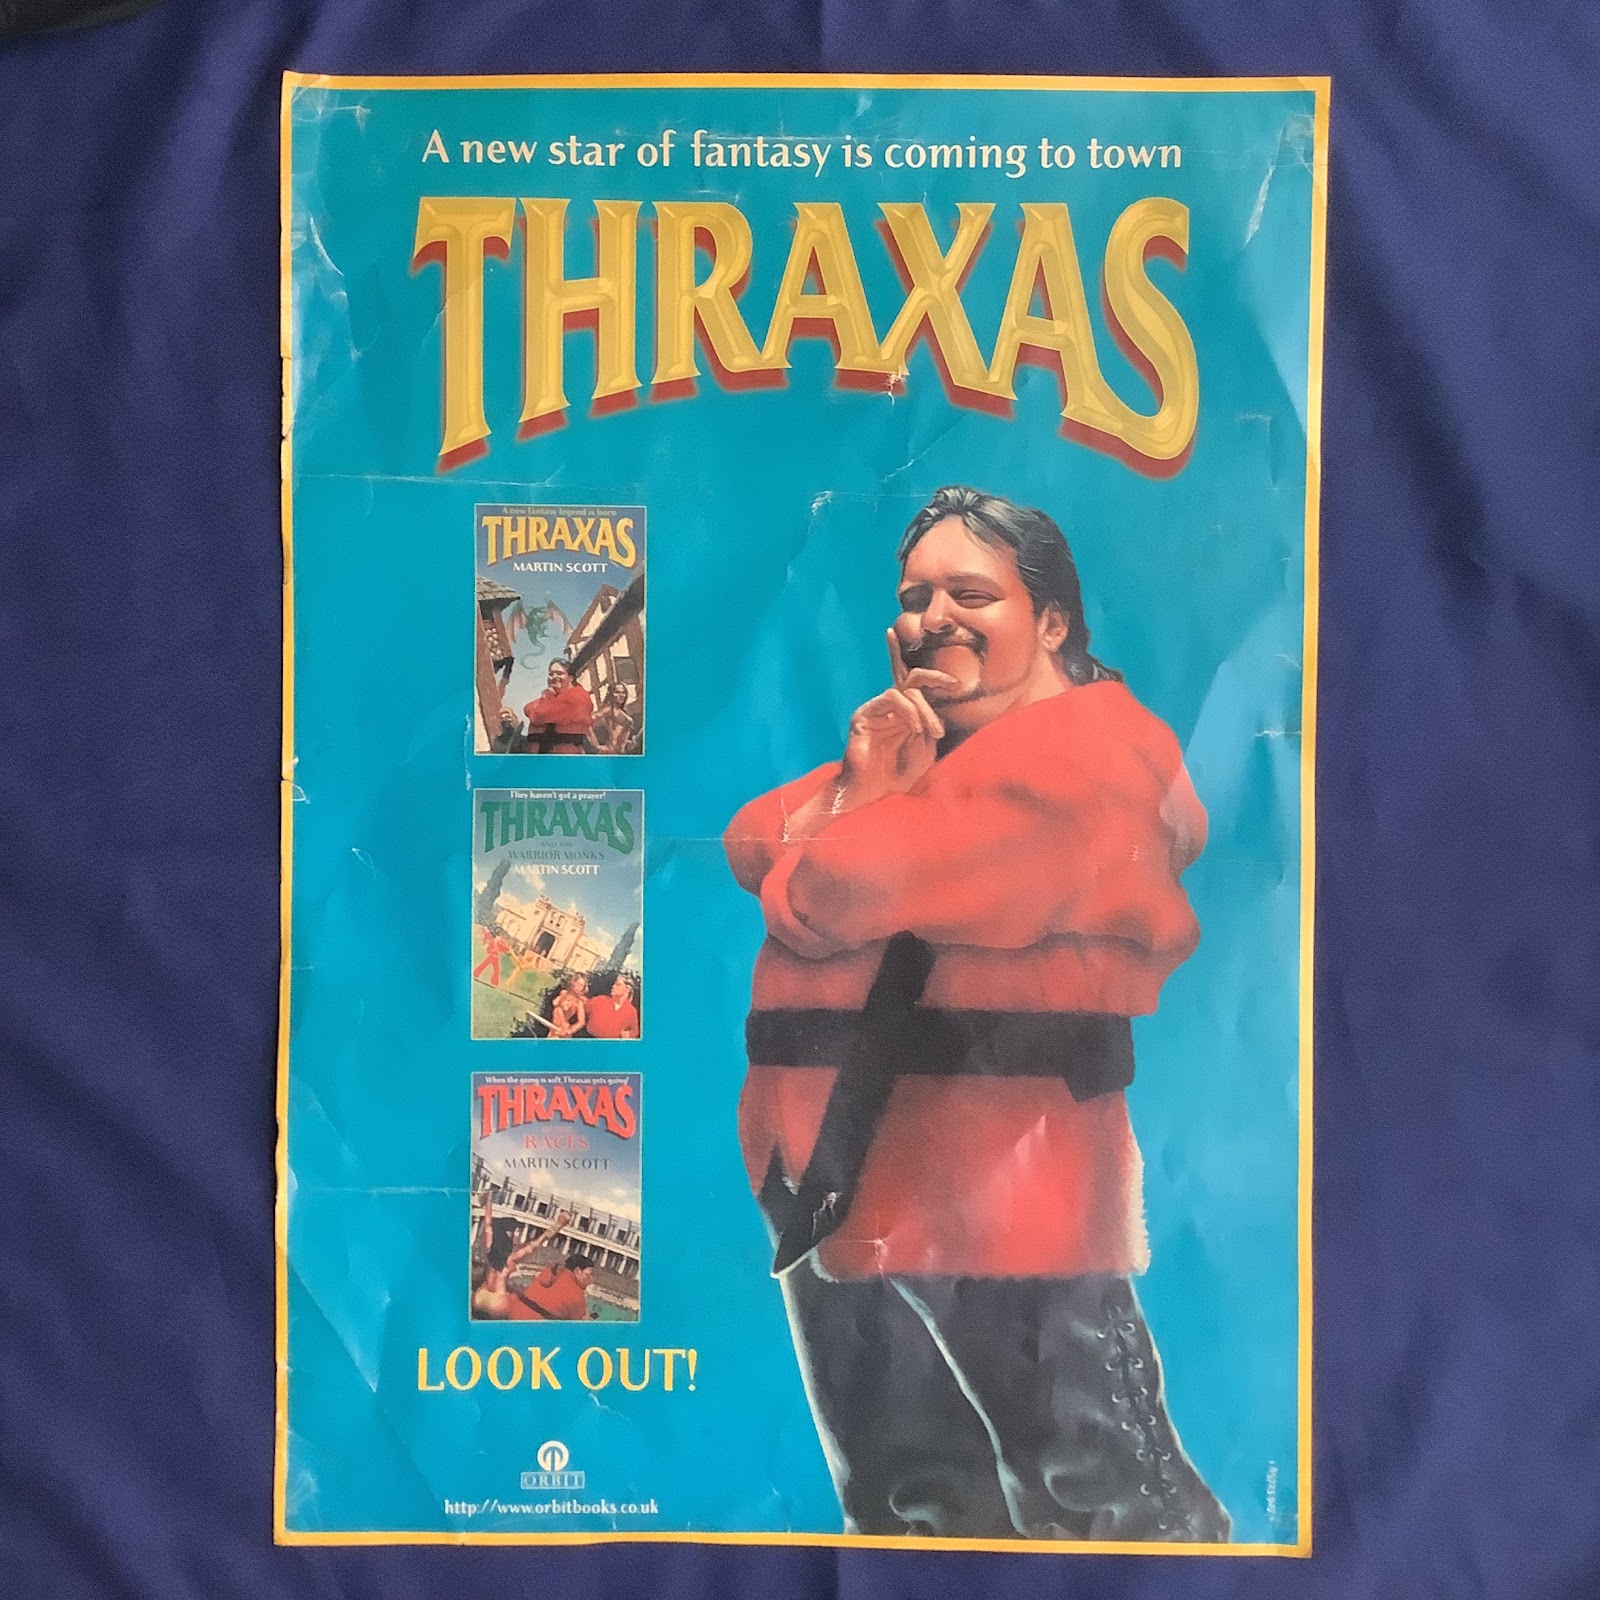 A new star of fantasy is coming to town
THRAXAS
A new fantasy legend is born
THRAXAS
MARTIN SCOTT
They haven't got a prayer!
THRAXAS
AND THE
WARRIOR MONKS
MARTIN SCOTT
When the going is soft, Thraxas gets going!
THRAXAS
RACES
MARTIN SCOTT
LOOK OUT!
ORBIT
http://www.orbitbooks.co.uk